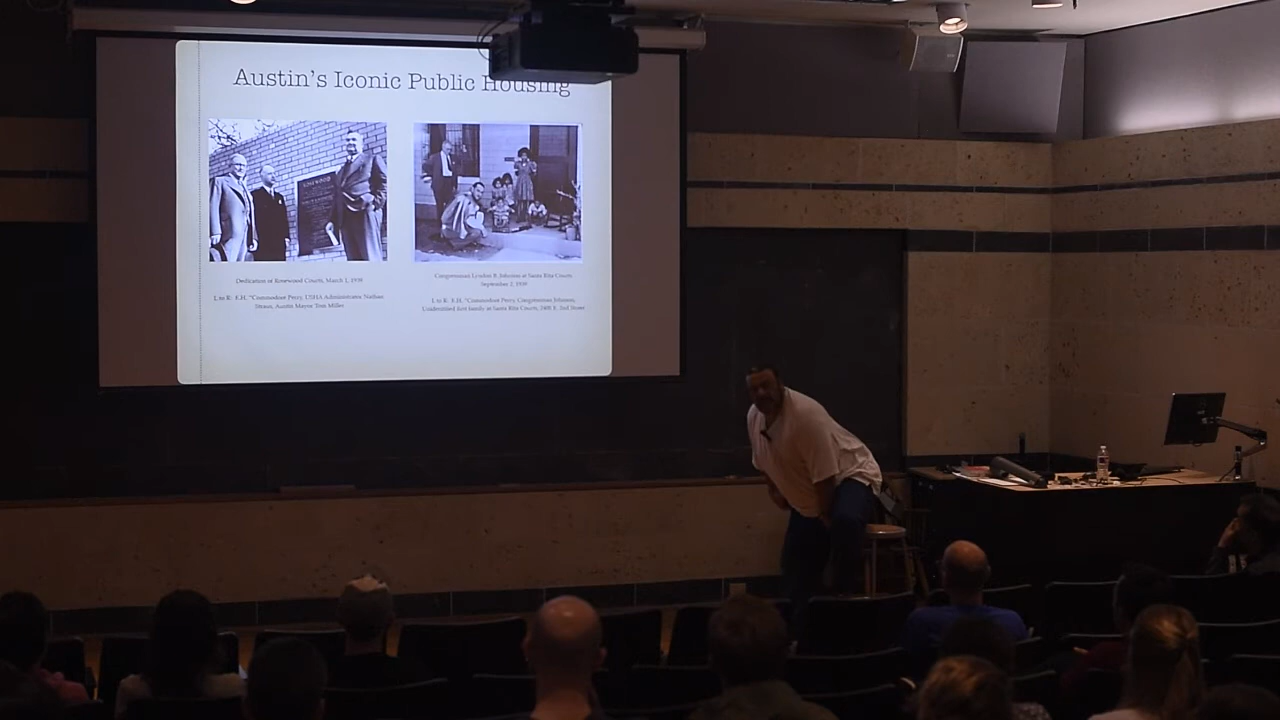 Austin's Iconic Public Housing
ROSEWOOD
Dedication of Rosewood Courts, March 1, 1939
L to R: E.H. "Commodore Perry, USHA Administrator Nathan
Straus, Austin Mayor Tom Miller
Congressman Lyndon B. Johnson at Santa Rita Courts,
September 2, 1939
L to R: E.H. "Commodore Perry, Congressman Johnson,
Unidentified first family at Santa Rita Courts, 2400 E. 2nd Street